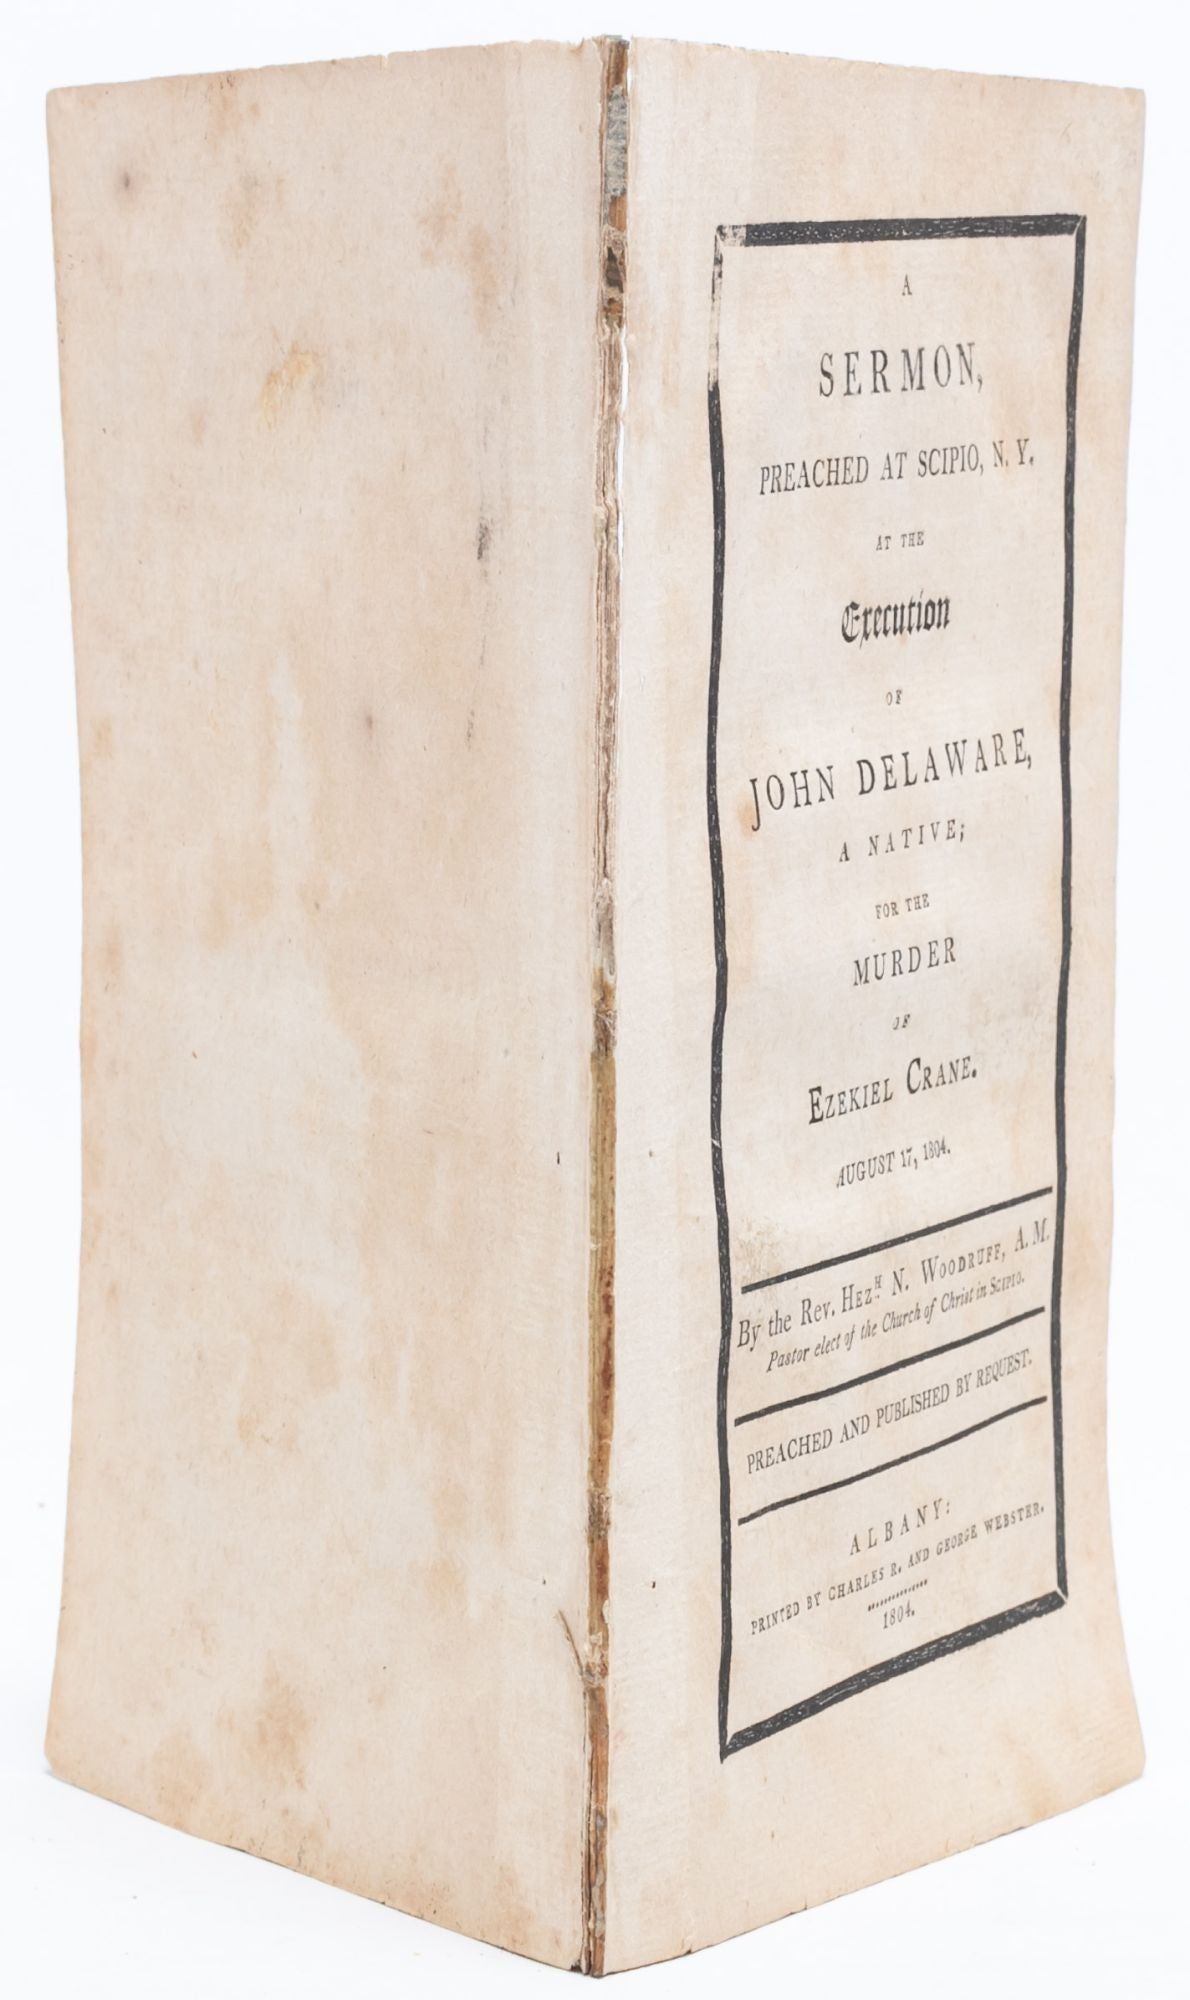 A
SERMON,
PREACHED AT SCIPIO, N. Y.
AT THE
Execution
OF
JOHN DELAWARE,
A NATIVE;
FOR THE
MURDER
OF
EZEKIEL CRANE.
AUGUST 17, 1804.
By the Rev. HEZH. N. WOODRUFF, A. M.
Pastor elect of the Church of Christ in SCIPIO.
PREACHED AND PUBLISHED BY REQUEST.
ALBANY:
PRINTED BY CHARLES R. AND GEORGE WEBSTER.
1804.